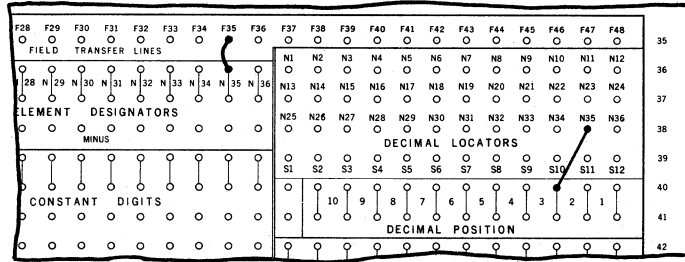 F28 F29 F30 F31 F32 F33 F34 F35 F36 F37 F38 F39 F40 F41 F42 F43 F44 F45 F46 F47 F48
35
FIELD TRANSFER LINES
N1 N2 N3 N4 N5 N6 N7 N8 N9 N10 N11 N12
36
28 N 29 N 30 N 31 N 32 N 33 N 34 N 35 N 36
N13 N14 N15 N16 N17 N18 N19 N20 N21 N22 N23 N24
37
ELEMENT DESIGNATORS
N25 N26 N27 N28 N29 N30 N31 N32 N33 N34 N35 N36
38
MINUS
DECIMAL LOCATORS
39
S1 S2 S3 S4 S5 S6 S7 S8 S9 S10 S11 S12
40
CONSTANT DIGITS
10 9 8 7 6 5 4 3 2 1
41
DECIMAL POSITION
42